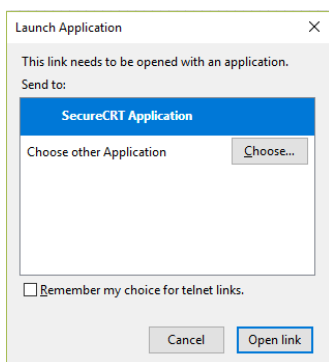 Launch Application
This link needs to be opened with an application.
Send to:
SecureCRT Application
Choose other Application
Choose...
Remember my choice for telnet links.
Cancel
Open link